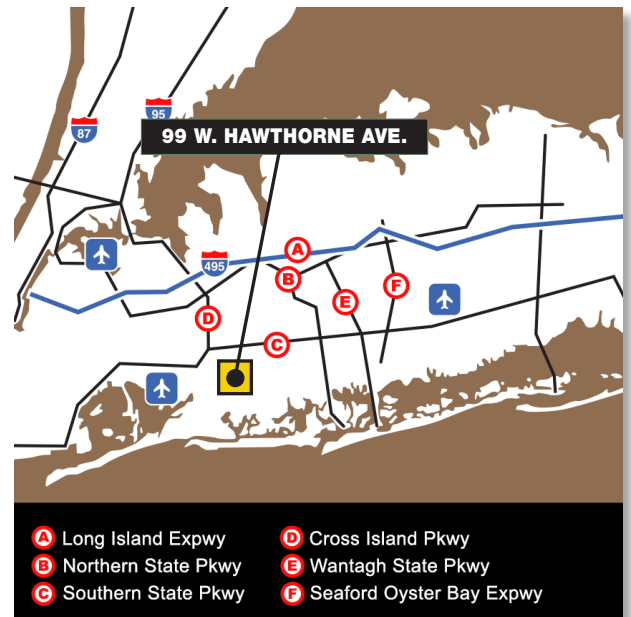 95
87
99 W. HAWTHORNE AVE.
A
495
B
F
E
D
C
A Long Island Expwy
B Northern State Pkwy
C Southern State Pkwy
D Cross Island Pkwy
E Wantagh State Pkwy
F Seaford Oyster Bay Expwy